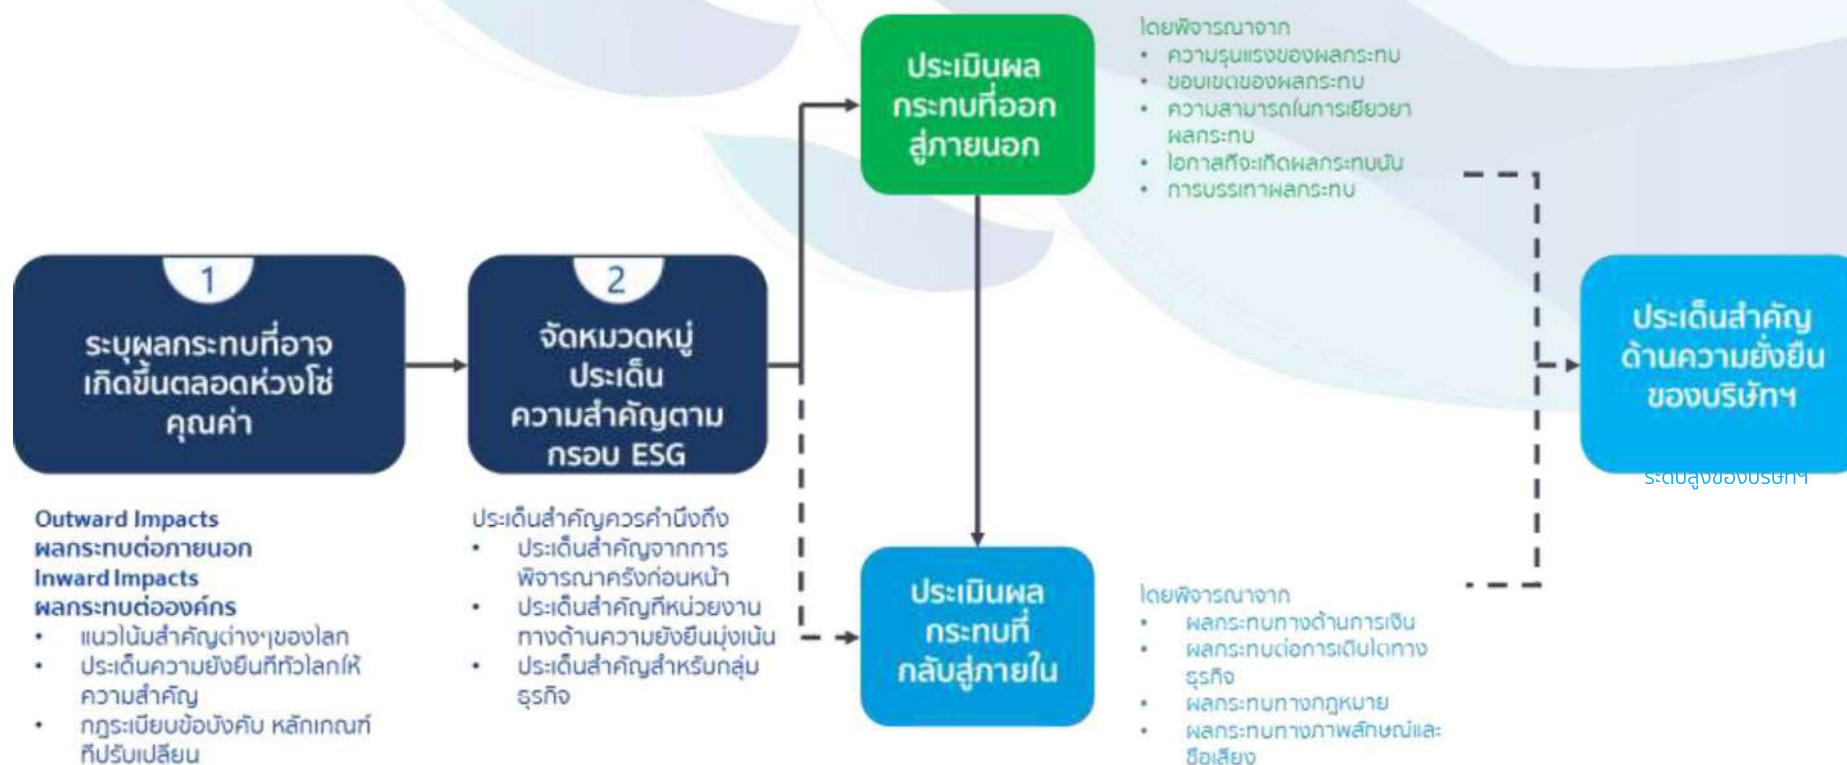 1
ระบุผลกระทบที่อาจ
เกิดขึ้นตลอดห่วงโซ่
คุณค่า
Outward Impacts
ผลกระทบต่อภายนอก
Inward Impacts
ผลกระทบต่อองค์กร
• แนวโน้มสำคัญต่างๆของโลก
• ประเด็นความยั่งยืนที่ทั่วโลกให้
ความสำคัญ
• กฎระเบียบข้อบังคับ หลักเกณฑ์
ที่ปรับเปลี่ยน
2
จัดหมวดหมู่
ประเด็น
ความสำคัญตาม
กรอบ ESG
ประเด็นสำคัญควรคำนึงถึง
• ประเด็นสำคัญจากการ
พิจารณาครั้งก่อนหน้า
• ประเด็นสำคัญที่หน่วยงาน
ทางด้านความยั่งยืนมุ่งเน้น
• ประเด็นสำคัญสำหรับกลุ่ม
ธุรกิจ
ประเมินผล
กระทบที่ออก
สู่ภายนอก
โดยพิจารณาจาก
• ความรุนแรงของผลกระทบ
• ขอบเขตของผลกระทบ
• ความสามารถในการเยียวยา
ผลกระทบ
• โอกาสที่จะเกิดผลกระทบนั้น
• การบรรเทาผลกระทบ
ประเมินผล
กระทบที่
กลับสู่ภายใน
โดยพิจารณาจาก
• ผลกระทบทางด้านการเงิน
• ผลกระทบต่อการเติบโตทาง
ธุรกิจ
• ผลกระทบทางกฎหมาย
• ผลกระทบทางภาพลักษณ์และ
ชื่อเสียง
ประเด็นสำคัญ
ด้านความยั่งยืน
ของบริษัทฯ
ระดับสูงของบริษัทฯ